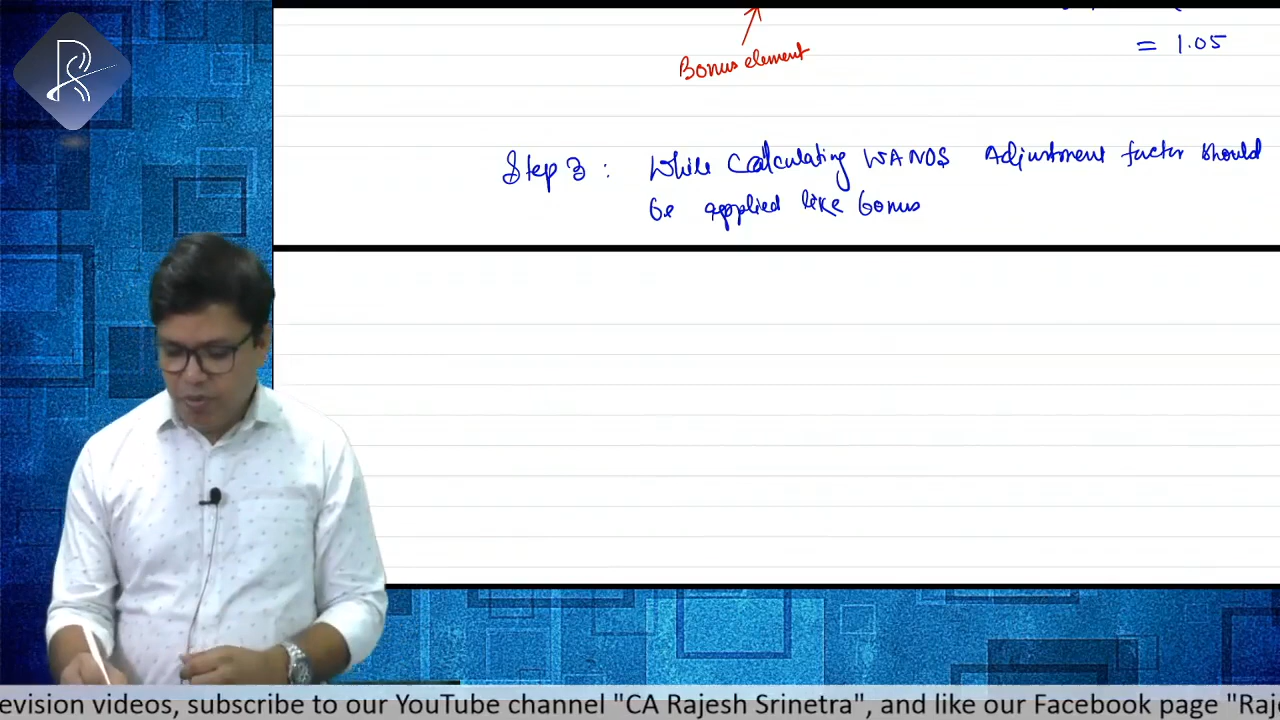 = 1.05
Bonus element
Step 3 : While Calculating WANOS Adjustment factor should
be applied like bonus
evision videos, subscribe to our YouTube channel "CA Rajesh Srinetra", and like our Facebook page "Raje